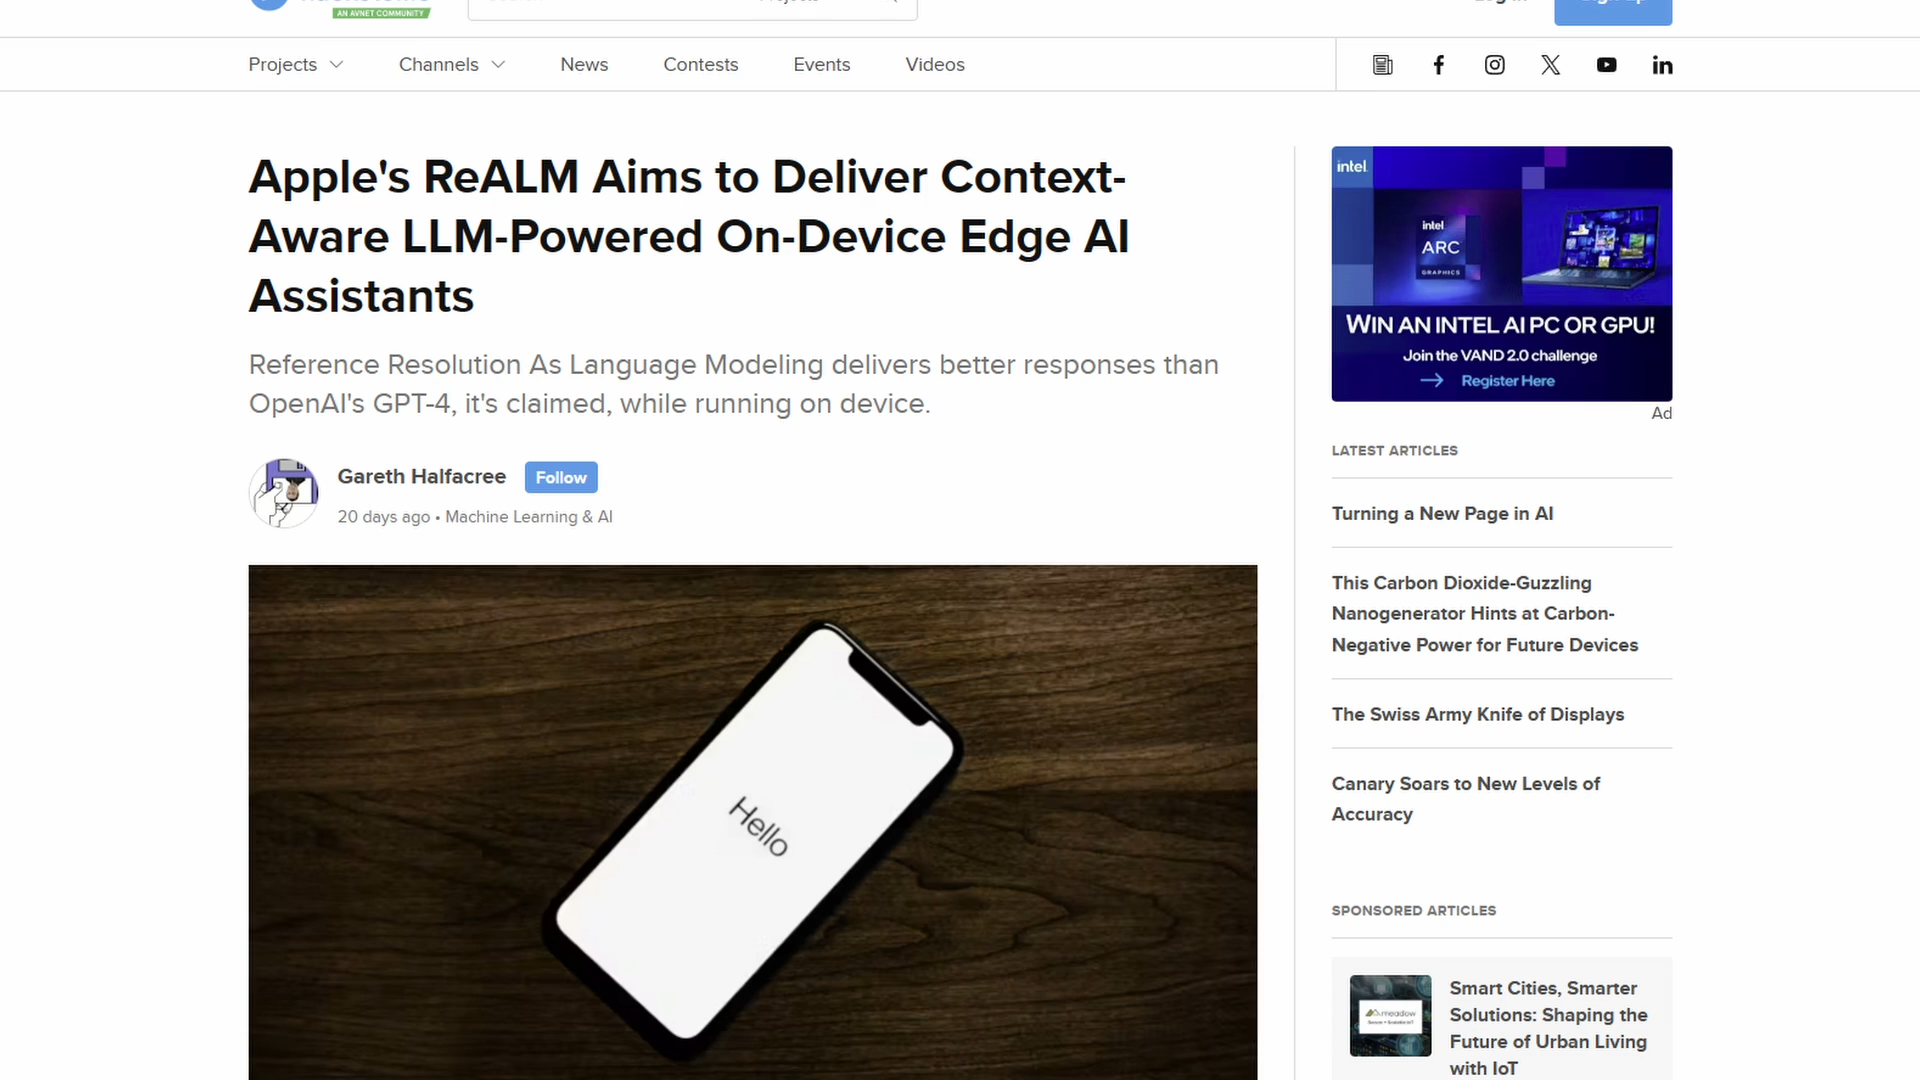 AN AVNET COMMUNITY
Projects
Channels
News
Contests
Events
Videos
Apple's ReALM Aims to Deliver Context-
Aware LLM-Powered On-Device Edge AI
Assistants
Reference Resolution As Language Modeling delivers better responses than
OpenAI's GPT-4, it's claimed, while running on device.
Gareth Halfacree
Follow
20 days ago • Machine Learning & AI
Hello
intel
intel
ARC
GRAPHICS
WIN AN INTEL AI PC OR GPU!
Join the VAND 2.0 challenge
Register Here
Ad
LATEST ARTICLES
Turning a New Page in AI
This Carbon Dioxide-Guzzling
Nanogenerator Hints at Carbon-
Negative Power for Future Devices
The Swiss Army Knife of Displays
Canary Soars to New Levels of
Accuracy
SPONSORED ARTICLES
meadow
Smart Cities, Smarter
Solutions: Shaping the
Future of Urban Living
with IoT